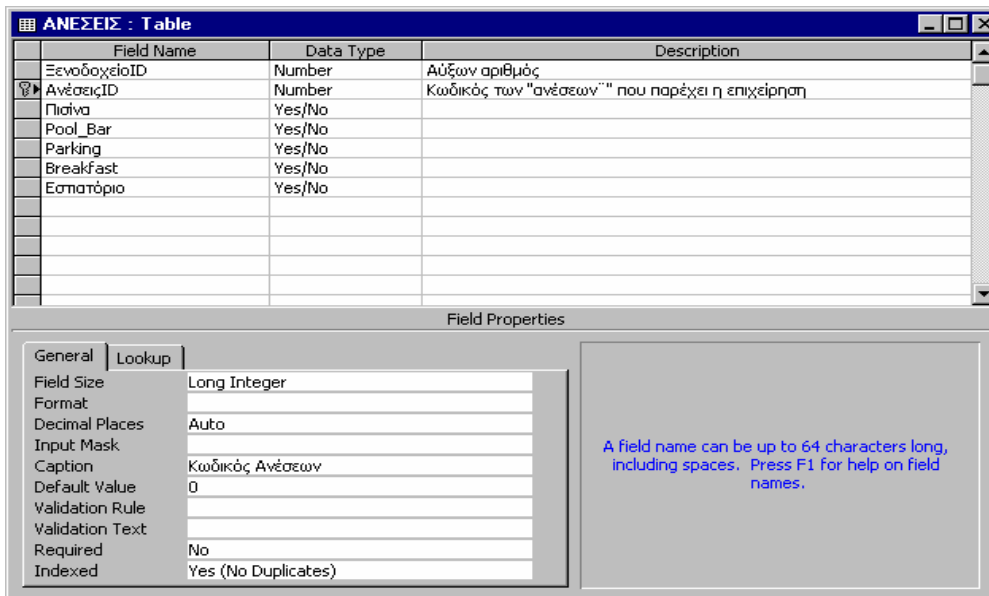 ΑΝΕΣΕΙΣ : Table
Field Name Data Type Description
ΞενοδοχείοID Number Αύξων αριθμός
ΑνέσειςID Number Κωδικός των "ανέσεων¨" που παρέχει η επιχείρηση
Πισίνα Yes/No
Pool_Bar Yes/No
Parking Yes/No
Breakfast Yes/No
Εσπατόριο Yes/No
Field Properties
General Lookup
Field Size Long Integer
Format
Decimal Places Auto
Input Mask
Caption Κωδικός Ανέσεων
Default Value 0
Validation Rule
Validation Text
Required No
Indexed Yes (No Duplicates)
A field name can be up to 64 characters long,
including spaces. Press F1 for help on field
names.